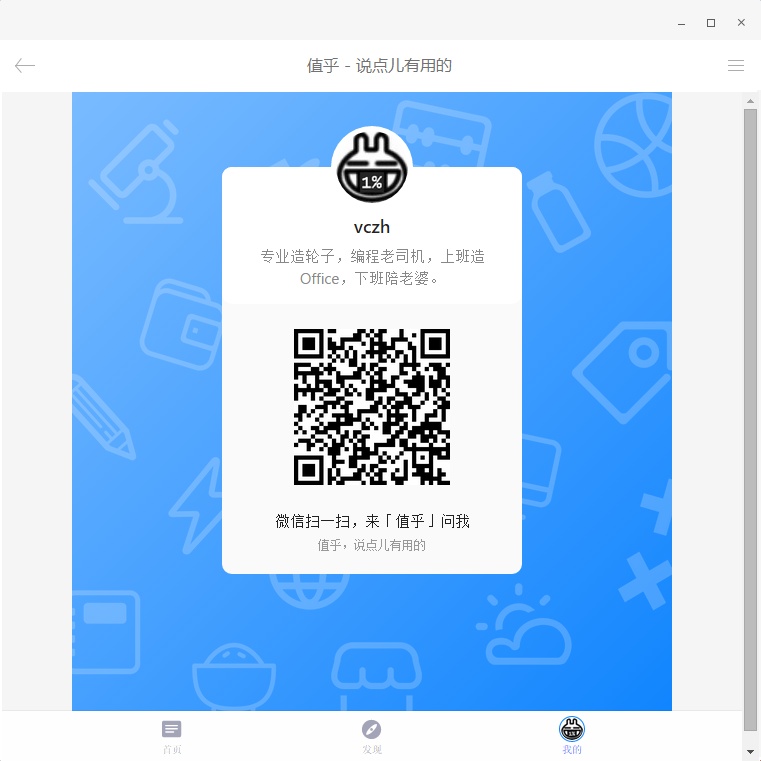 值乎 - 说点儿有用的
1%
vczh
专业造轮子，编程老司机，上班造
Office，下班陪老婆。
微信扫一扫，来「值乎」问我
值乎，说点儿有用的
首页
发现
1%
我的